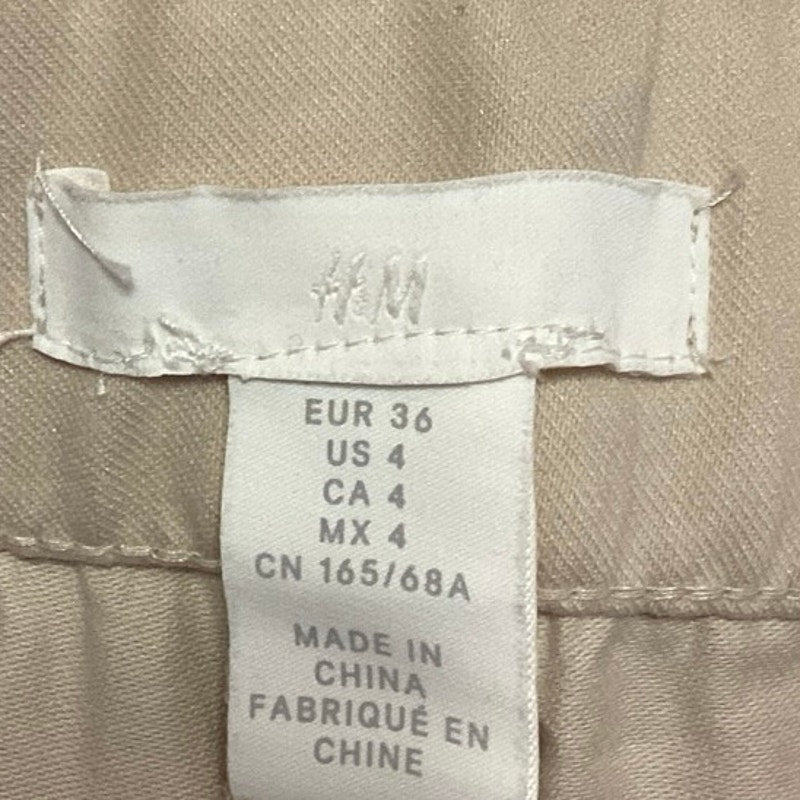 H&M
EUR 36
US 4
CA 4
MX 4
CN 165/68A
MADE IN
CHINA
FABRIQUÉ EN
CHINE